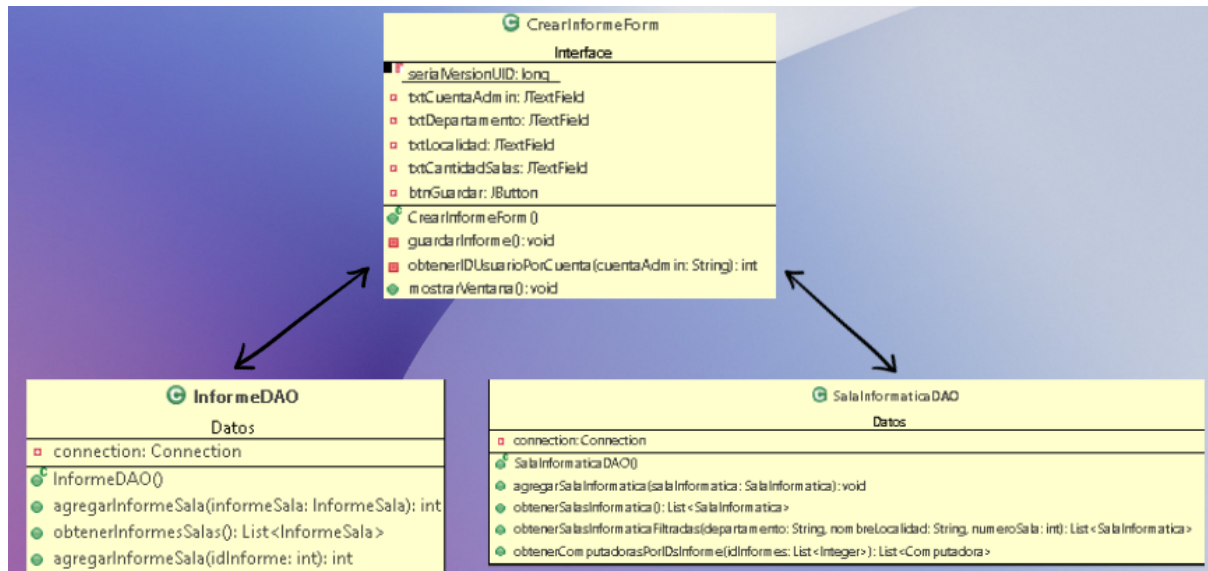 CrearInformeForm
Interface
serialVersionUID: long
txtCuentaAdmin: JTextField
txtDepartamento: JTextField
txtLocalidad: JTextField
txtCantidadSalas: JTextField
btnGuardar: JButton
CrearInformeForm()
guardarInforme(): void
obtenerIDUsuarioPorCuenta(cuentaAdmin: String): int
mostrarVentana(): void
InformeDAO
Datos
connection: Connection
InformeDAO()
agregarInformeSala(informeSala: InformeSala): int
obtenerInformesSalas(): List<InformeSala>
agregarInformeSala(idInforme: int): int
SalaInformaticaDAO
Datos
connection: Connection
SalaInformaticaDAO()
agregarSalaInformatica(salaInformatica: SalaInformatica): void
obtenerSalasInformatica(): List<SalaInformatica>
obtenerSalasInformaticaFiltradas(departamento: String, nombreLocalidad: String, numeroSala: int): List<SalaInformatica>
obtenerComputadorasPorIDsInforme(idInformes: List<Integer>): List<Computadora>